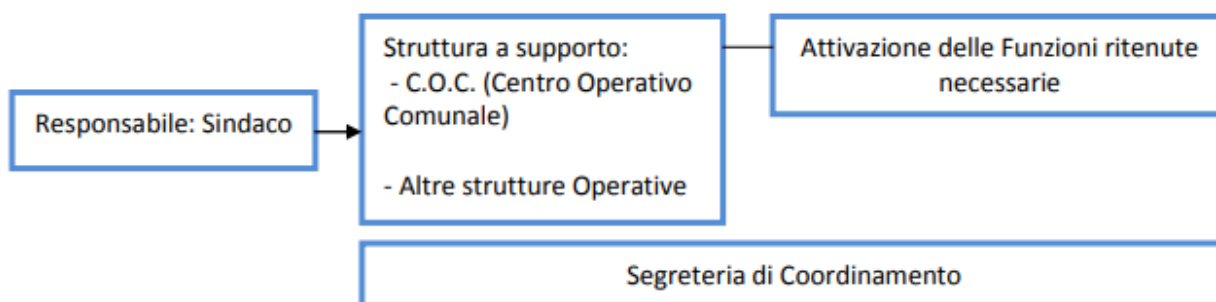 Struttura a supporto:
- C.O.C. (Centro Operativo
Comunale)
- Altre strutture Operative
Attivazione delle Funzioni ritenute
necessarie
Responsabile: Sindaco
Segreteria di Coordinamento